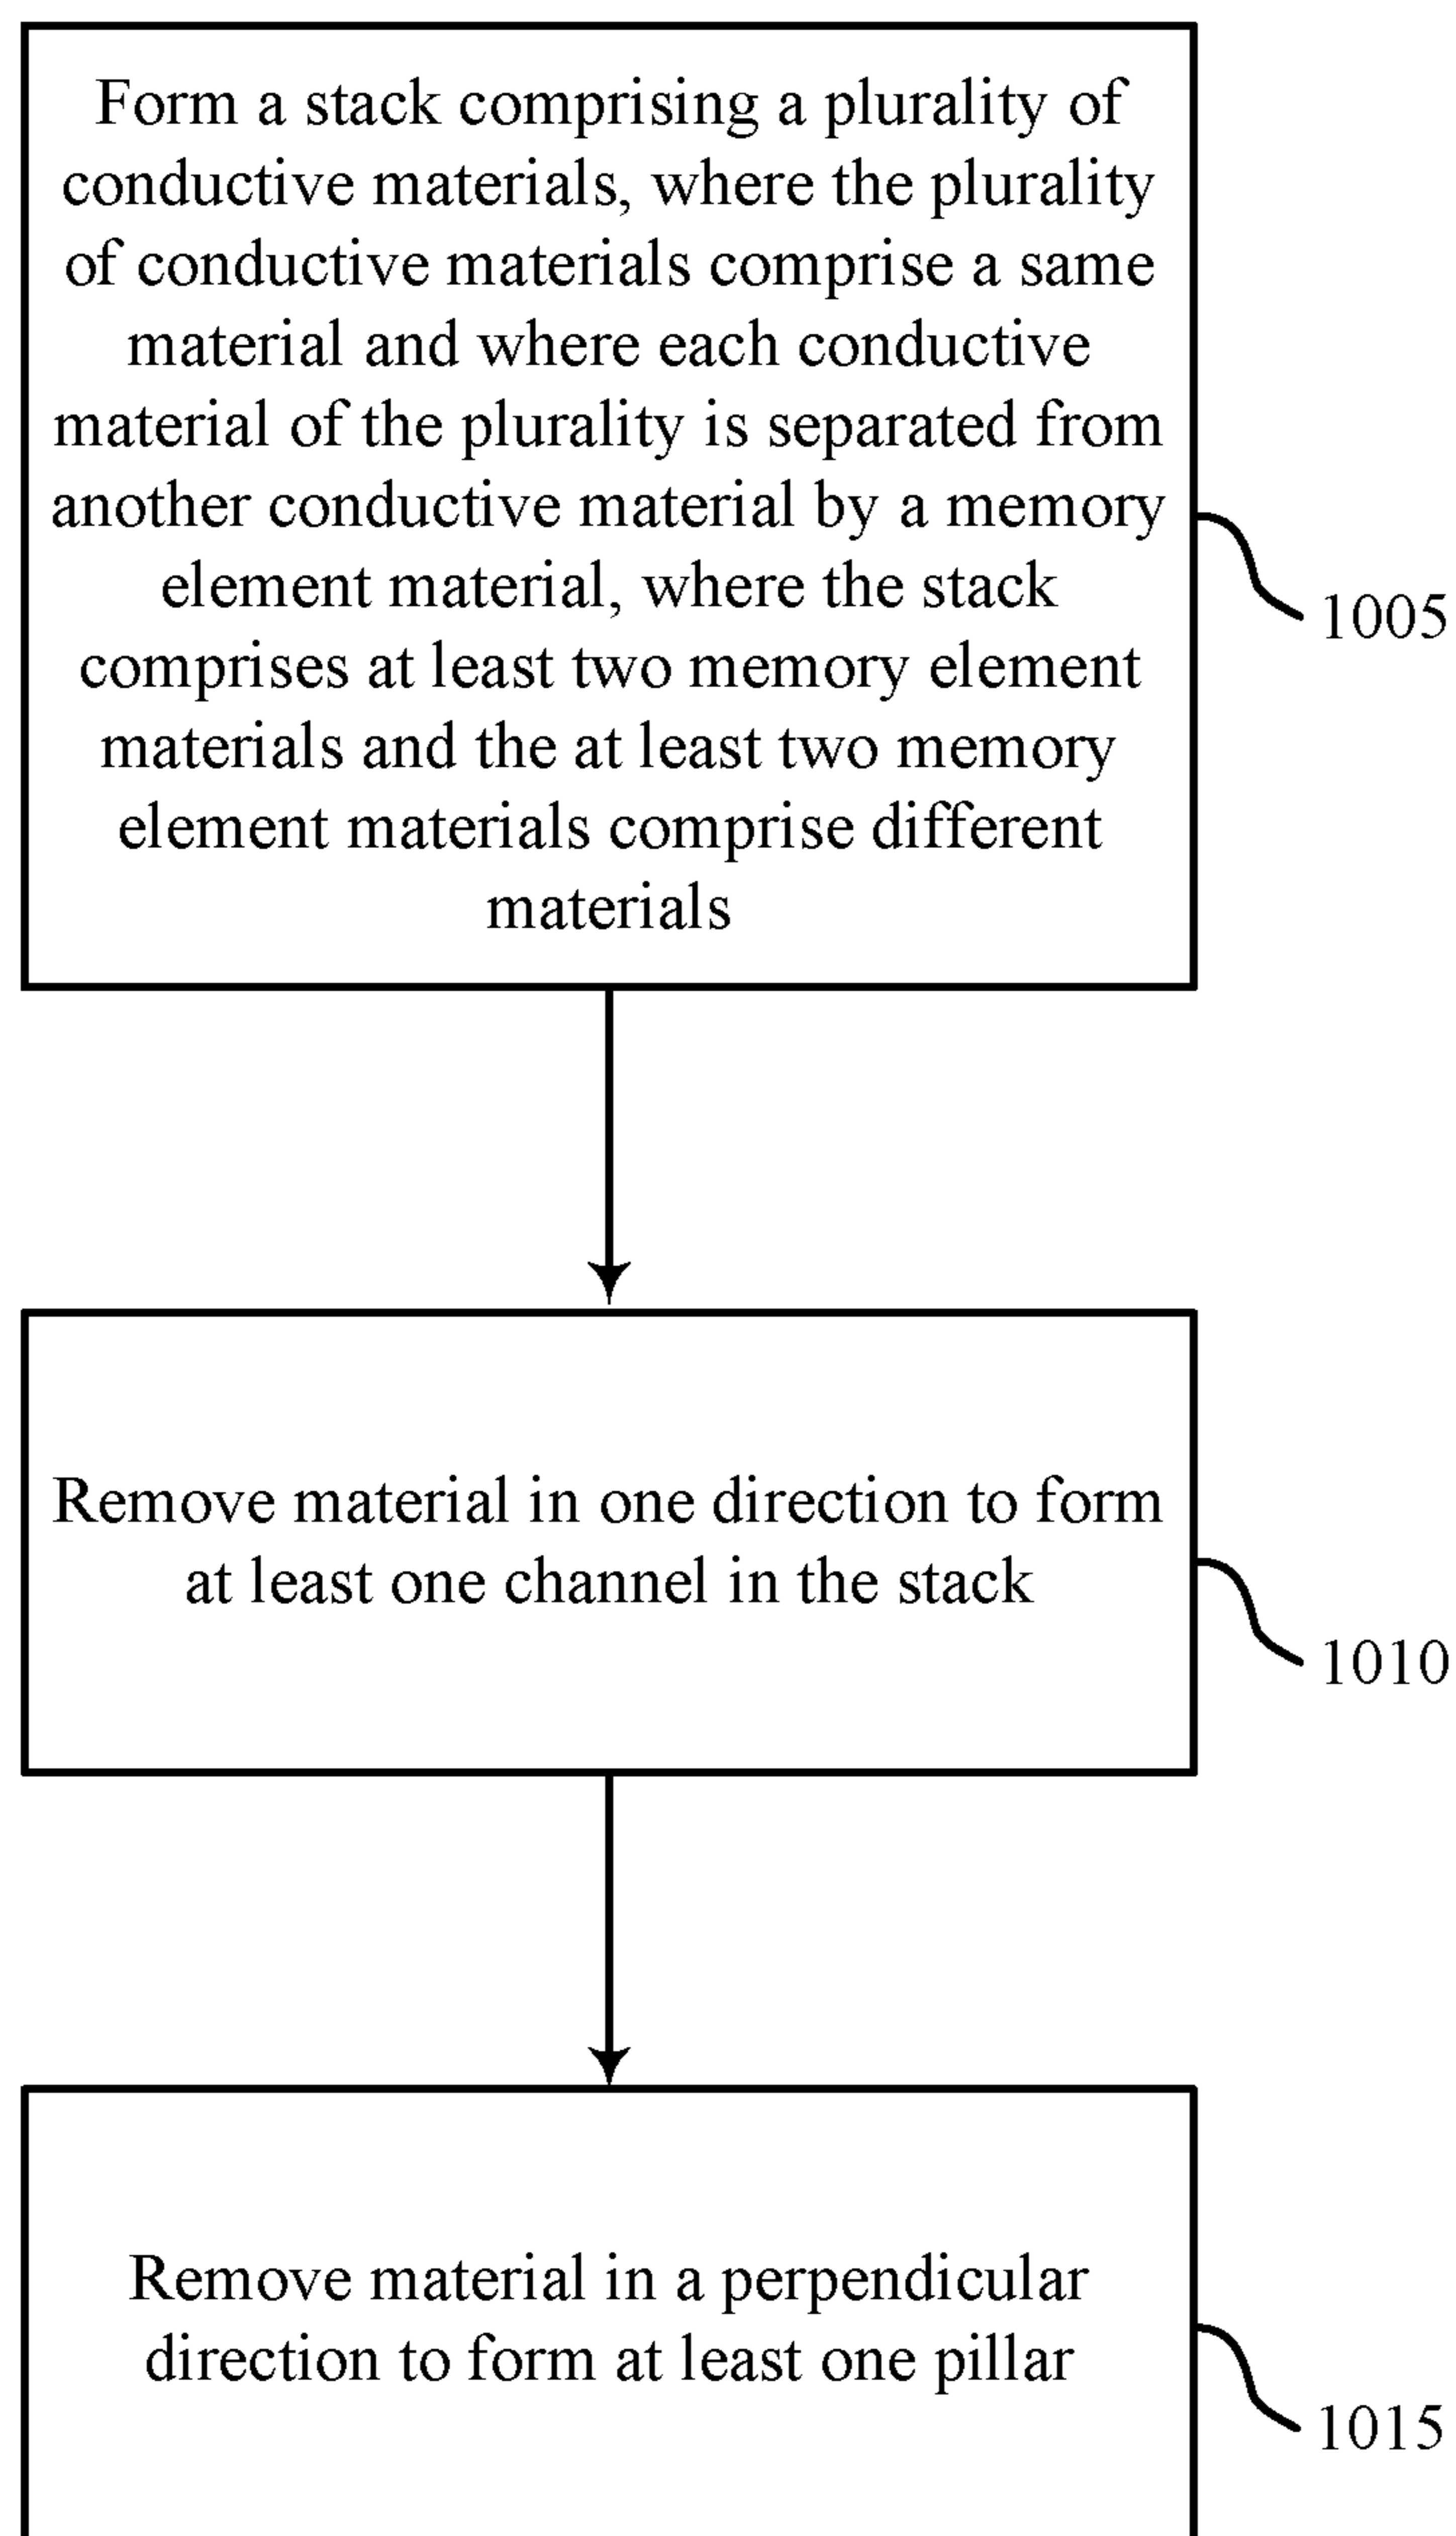 Form a stack comprising a plurality of
conductive materials, where the plurality
of conductive materials comprise a same
material and where each conductive
material of the plurality is separated from
another conductive material by a memory
element material, where the stack
comprises at least two memory element
materials and the at least two memory
element materials comprise different
materials
1005
Remove material in one direction to form
at least one channel in the stack
1010
Remove material in a perpendicular
direction to form at least one pillar
1015